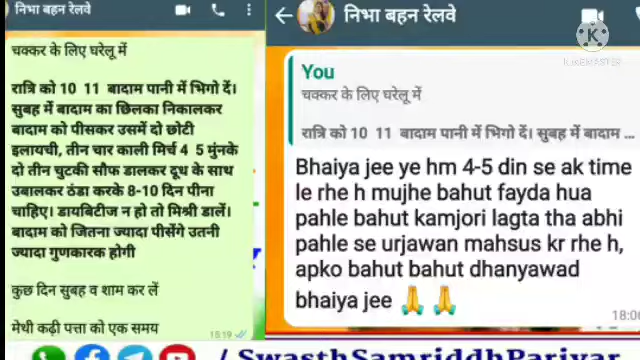 निभा बहन रेलवे
चक्कर के लिए घरेलू में
रात्रि को 10 11 बादाम पानी में भिगो दें।
सुबह में बादाम का छिलका निकालकर
बादाम को पीसकर उसमें दो छोटी
इलायची, तीन चार काली मिर्च 4 5 मुंनके
दो तीन चुटकी सौफ डालकर दूध के साथ
उबालकर ठंडा करके 8-10 दिन पीना
चाहिए। डायबिटीज न हो तो मिश्री डालें।
बादाम को जितना ज्यादा पीसेंगे उतनी
ज्यादा गुणकारक होगी
कुछ दिन सुबह व शाम कर लें
मेथी कढ़ी पत्ता को एक समय
18:19
निभा बहन रेलवे
KINEMASTER
You
चक्कर के लिए घरेलू में
रात्रि को 10 11 बादाम पानी में भिगो दें। सुबह में बादाम ...
Bhaiya jee ye hm 4-5 din se ak time
le rhe h mujhe bahut fayda hua
pahle bahut kamjori lagta tha abhi
pahle se urjawan mahsus kr rhe h,
apko bahut bahut dhanyawad
bhaiya jee 🙏 🙏
18:06
/ SwasthSamriddhParivar